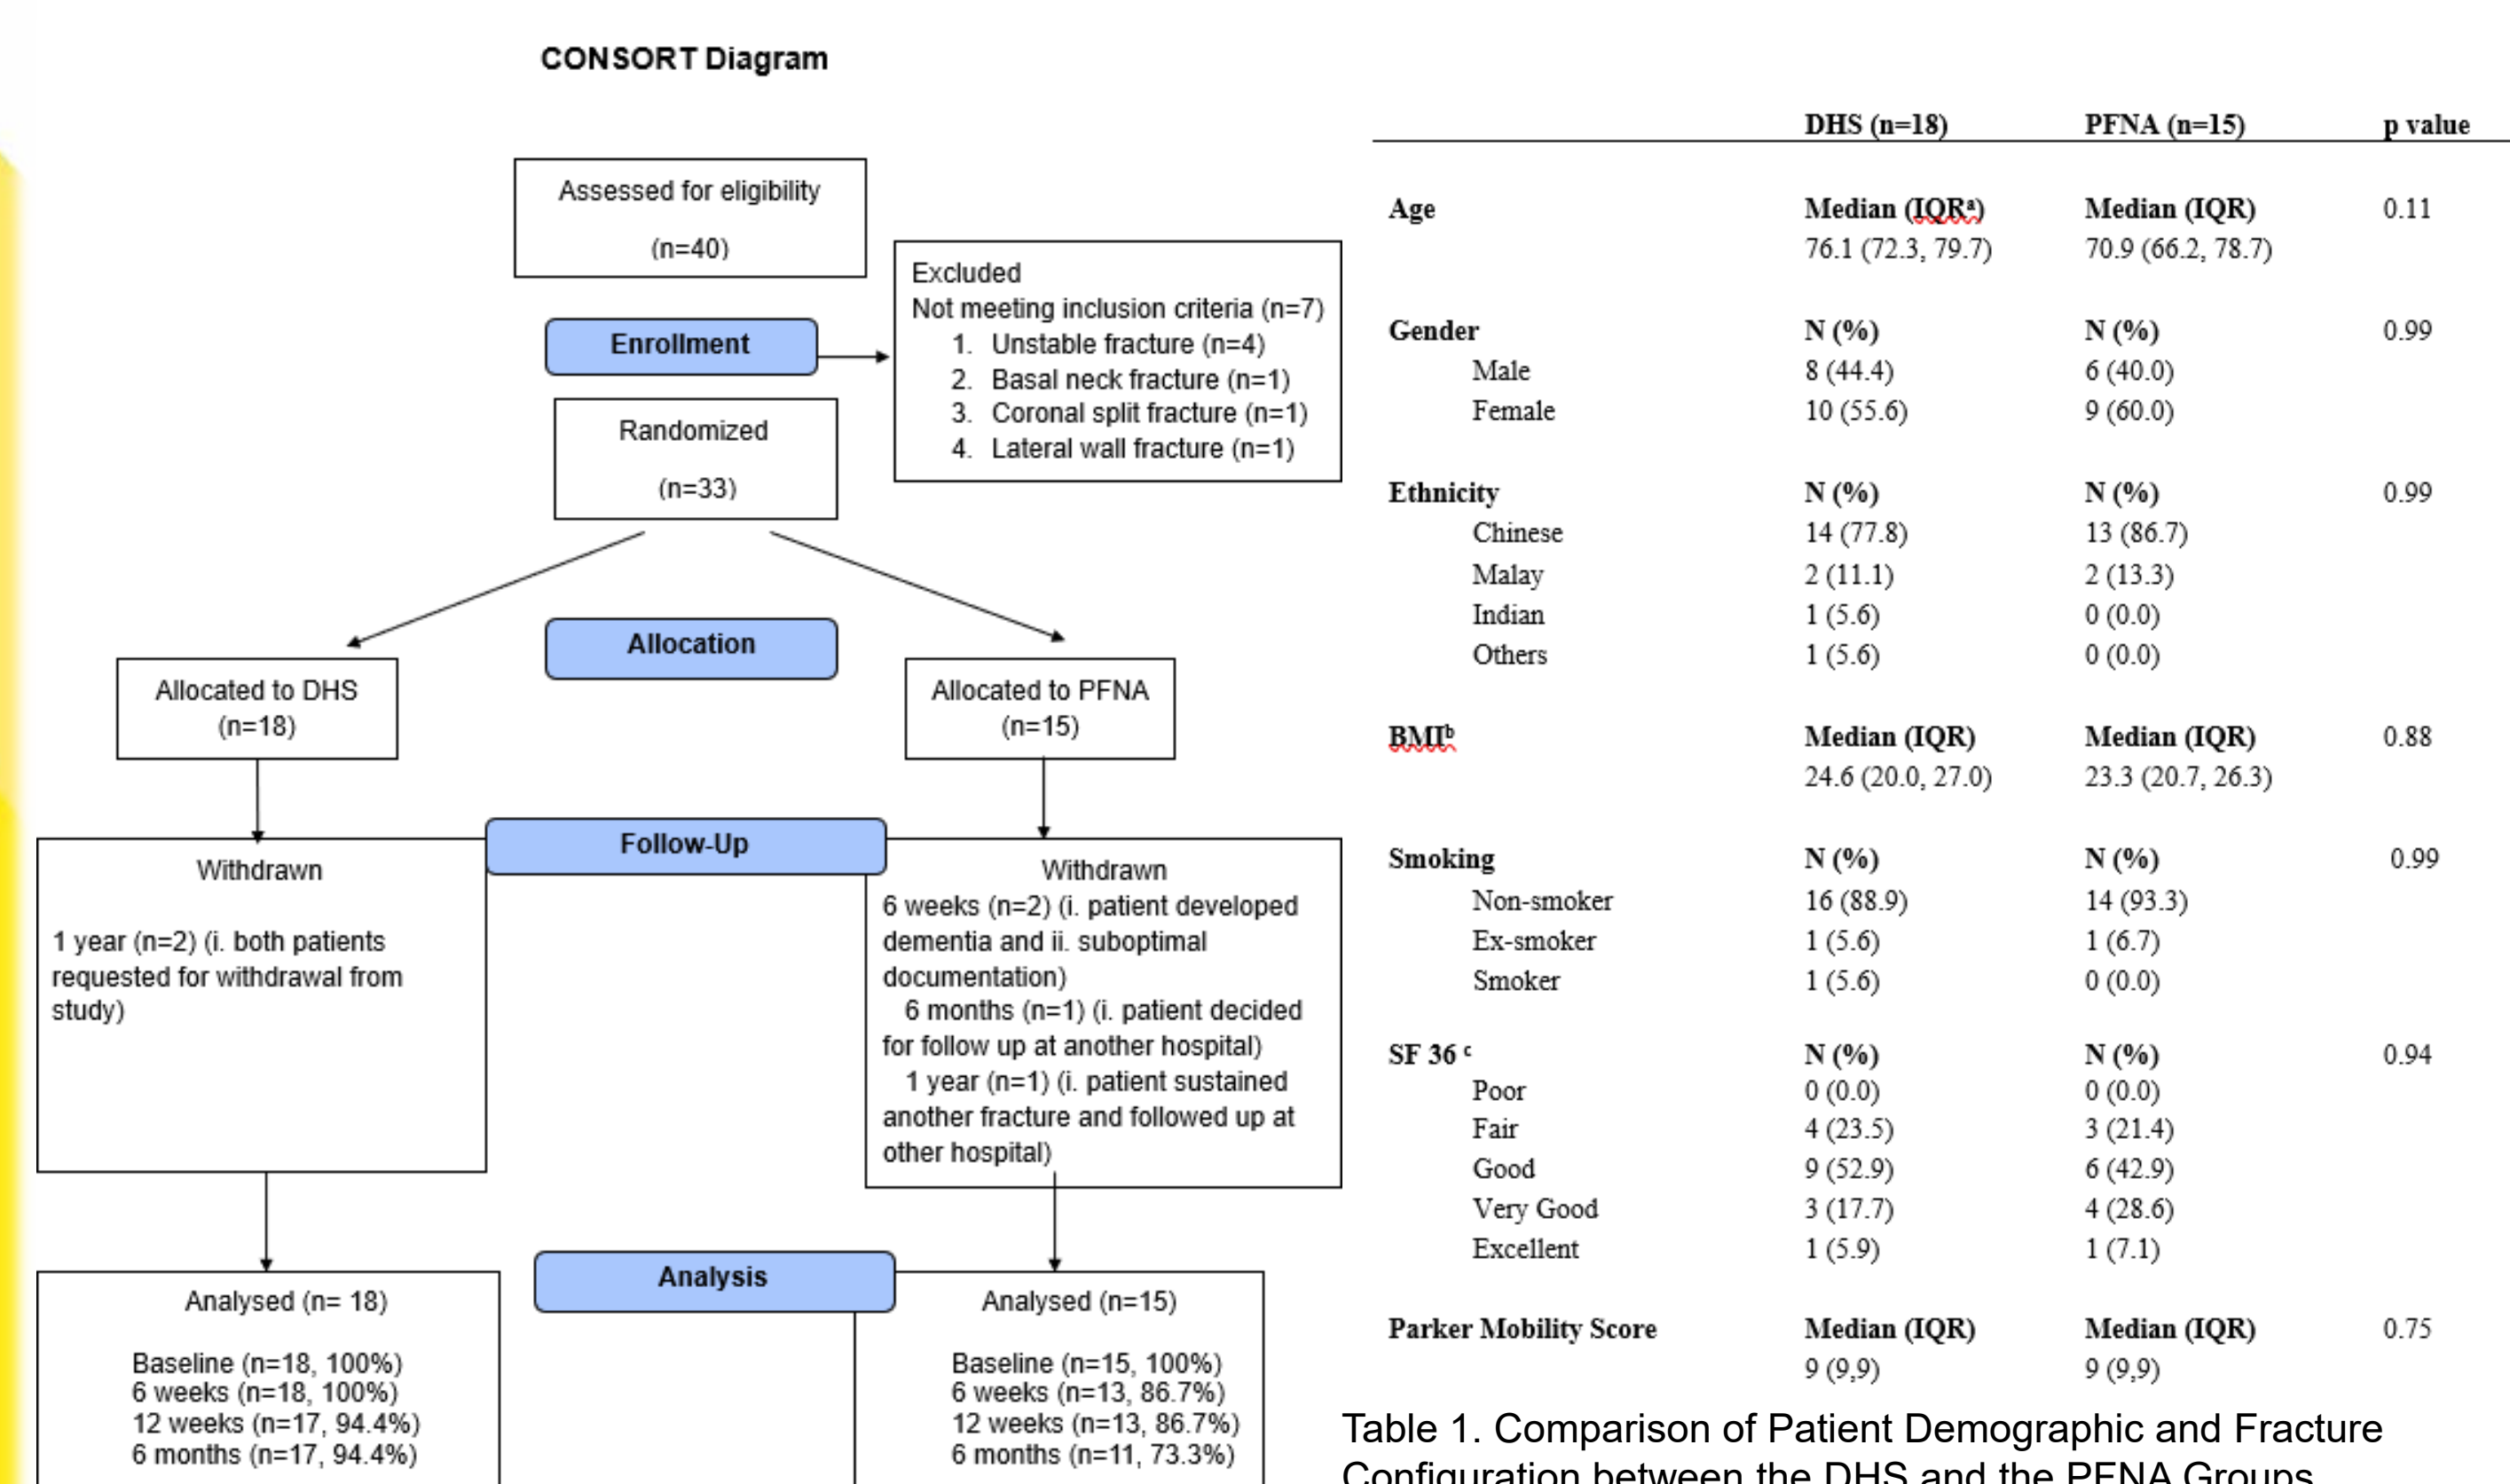 CONSORT Diagram
Assessed for eligibility
(n=40)
Enrollment
Excluded
Not meeting inclusion criteria (n=7)
1. Unstable fracture (n=4)
2. Basal neck fracture (n=1)
3. Coronal split fracture (n=1)
4. Lateral wall fracture (n=1)
Randomized
(n=33)
Allocation
Allocated to DHS
(n=18)
Allocated to PFNA
(n=15)
Follow-Up
Withdrawn
1 year (n=2) (i. both patients
requested for withdrawal from
study)
Withdrawn
6 weeks (n=2) (i. patient developed
dementia and ii. suboptimal
documentation)
6 months (n=1) (i. patient decided
for follow up at another hospital)
1 year (n=1) (i. patient sustained
another fracture and followed up at
other hospital)
Analysis
Analysed (n= 18)
Baseline (n=18, 100%)
6 weeks (n=18, 100%)
12 weeks (n=17, 94.4%)
6 months (n=17, 94.4%)
Analysed (n=15)
Baseline (n=15, 100%)
6 weeks (n=13, 86.7%)
12 weeks (n=13, 86.7%)
6 months (n=11, 73.3%)
DHS (n=18) PFNA (n=15) p value
Age Median (IQRᵃ) Median (IQR) 0.11
76.1 (72.3, 79.7) 70.9 (66.2, 78.7)
Gender N (%) N (%) 0.99
Male 8 (44.4) 6 (40.0)
Female 10 (55.6) 9 (60.0)
Ethnicity N (%) N (%) 0.99
Chinese 14 (77.8) 13 (86.7)
Malay 2 (11.1) 2 (13.3)
Indian 1 (5.6) 0 (0.0)
Others 1 (5.6) 0 (0.0)
BMIᵇ Median (IQR) Median (IQR) 0.88
24.6 (20.0, 27.0) 23.3 (20.7, 26.3)
Smoking N (%) N (%) 0.99
Non-smoker 16 (88.9) 14 (93.3)
Ex-smoker 1 (5.6) 1 (6.7)
Smoker 1 (5.6) 0 (0.0)
SF 36 ᶜ N (%) N (%) 0.94
Poor 0 (0.0) 0 (0.0)
Fair 4 (23.5) 3 (21.4)
Good 9 (52.9) 6 (42.9)
Very Good 3 (17.7) 4 (28.6)
Excellent 1 (5.9) 1 (7.1)
Parker Mobility Score Median (IQR) Median (IQR) 0.75
9 (9,9) 9 (9,9)
Table 1. Comparison of Patient Demographic and Fracture
Configuration between the DHS and the PFNA Groups